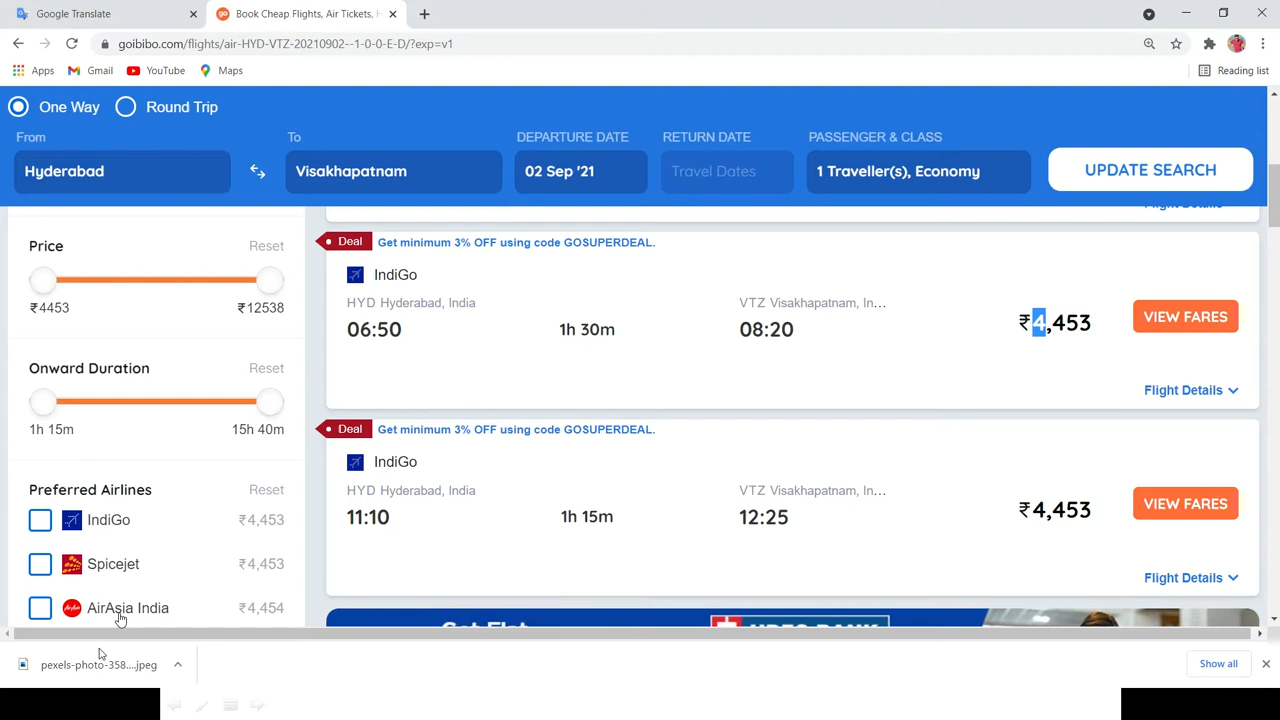 Google Translate
Book Cheap Flights, Air Tickets, H
goibibo.com/flights/air-HYD-VTZ-20210902--1-0-0-E-D/?exp=v1
Apps Gmail YouTube Maps Reading list
One Way Round Trip
From To DEPARTURE DATE RETURN DATE PASSENGER & CLASS
Hyderabad Visakhapatnam 02 Sep '21 Travel Dates 1 Traveller(s), Economy UPDATE SEARCH
Flight Details
Price Reset
₹4453 ₹12538
Onward Duration Reset
1h 15m 15h 40m
Preferred Airlines Reset
IndiGo ₹4,453
Spicejet ₹4,453
AirAsia India ₹4,454
Deal Get minimum 3% OFF using code GOSUPERDEAL.
IndiGo
HYD Hyderabad, India VTZ Visakhapatnam, In...
06:50 1h 30m 08:20 ₹4,453 VIEW FARES
Flight Details
Deal Get minimum 3% OFF using code GOSUPERDEAL.
IndiGo
HYD Hyderabad, India VTZ Visakhapatnam, In...
11:10 1h 15m 12:25 ₹4,453 VIEW FARES
Flight Details
pexels-photo-358....jpeg Show all